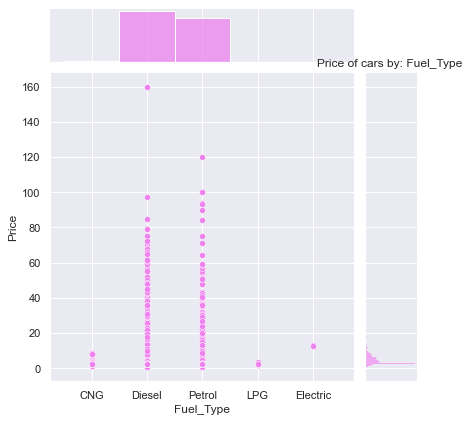 Price of cars by: Fuel_Type
160
140
120
100
80
60
40
20
0
Price
CNG Diesel Petrol LPG Electric
Fuel_Type